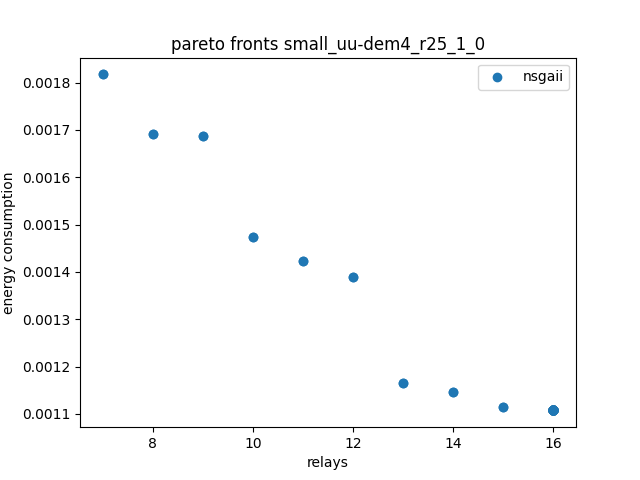 pareto fronts small_uu-dem4_r25_1_0
nsgaii
energy consumption
0.0018
0.0017
0.0016
0.0015
0.0014
0.0013
0.0012
0.0011
8 10 12 14 16
relays